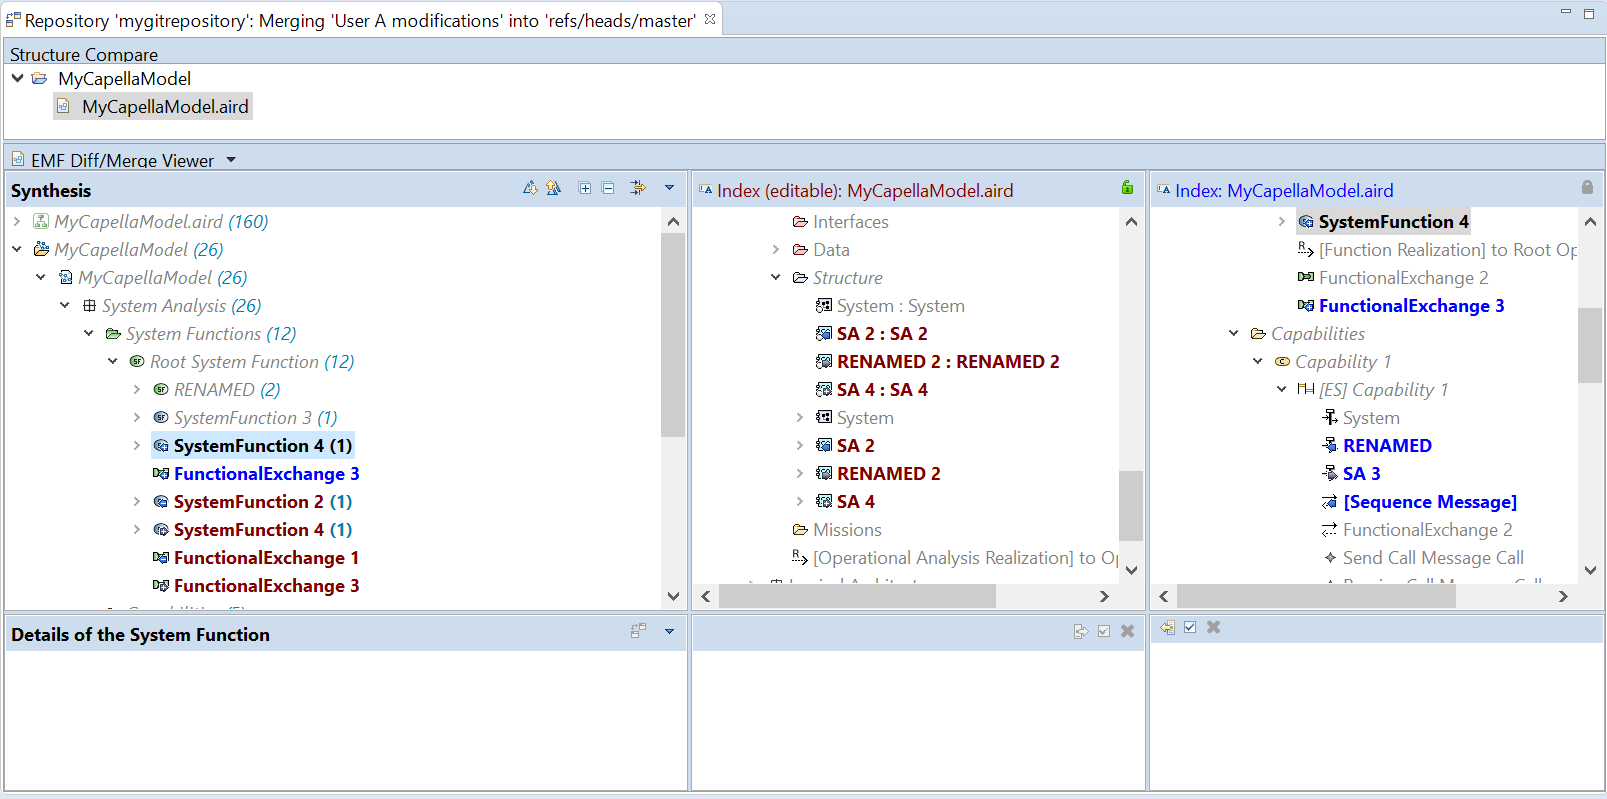 Repository 'mygitrepository': Merging 'User A modifications' into 'refs/heads/master'
Structure Compare
MyCapellaModel
MyCapellaModel.aird
EMF Diff/Merge Viewer
Synthesis
MyCapellaModel.aird (160)
MyCapellaModel (26)
MyCapellaModel (26)
System Analysis (26)
System Functions (12)
Root System Function (12)
RENAMED (2)
SystemFunction 3 (1)
SystemFunction 4 (1)
FunctionalExchange 3
SystemFunction 2 (1)
SystemFunction 4 (1)
FunctionalExchange 1
FunctionalExchange 3
Index (editable): MyCapellaModel.aird
Interfaces
Data
Structure
System : System
SA 2 : SA 2
RENAMED 2 : RENAMED 2
SA 4 : SA 4
System
SA 2
RENAMED 2
SA 4
Missions
[Operational Analysis Realization] to Op
Index: MyCapellaModel.aird
SystemFunction 4
[Function Realization] to Root Op
FunctionalExchange 2
FunctionalExchange 3
Capabilities
Capability 1
[ES] Capability 1
System
RENAMED
SA 3
[Sequence Message]
FunctionalExchange 2
Send Call Message Call
Details of the System Function